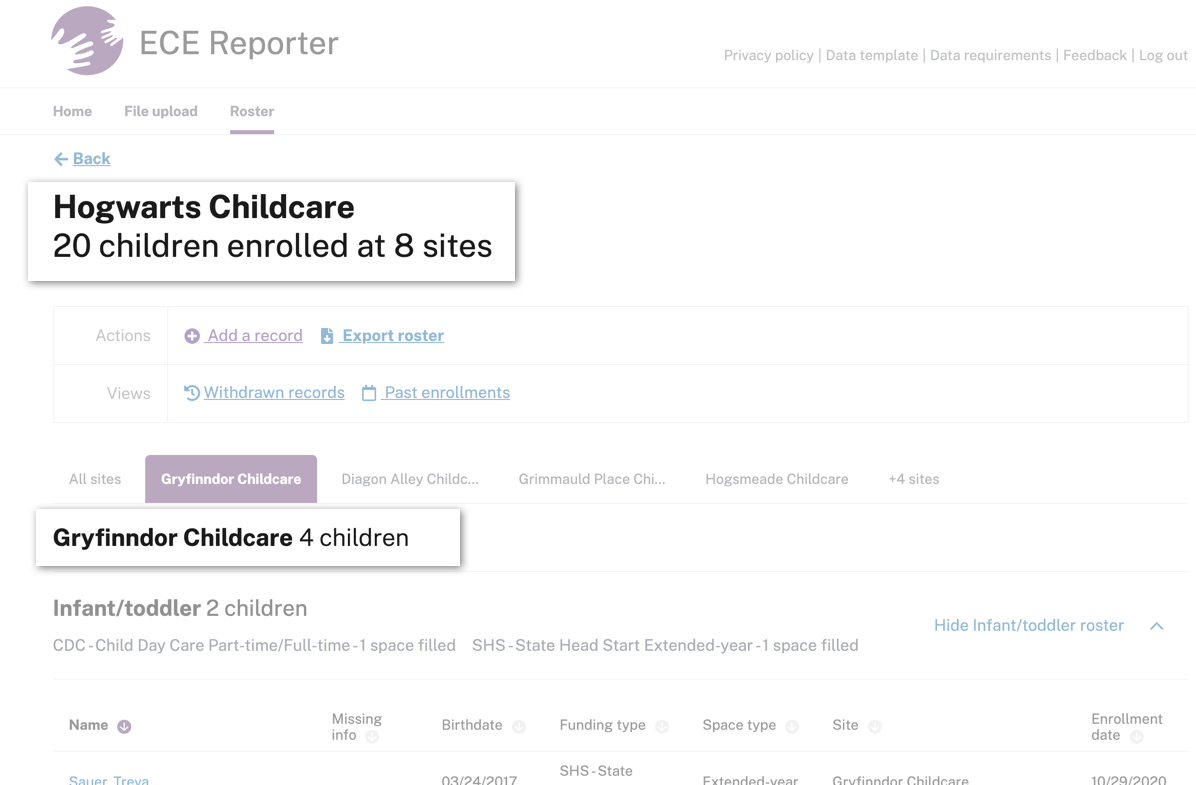 ECE Reporter
Privacy policy | Data template | Data requirements | Feedback | Log out
Home File upload Roster
Back
Hogwarts Childcare
20 children enrolled at 8 sites
Actions Add a record Export roster
Views Withdrawn records Past enrollments
All sites Gryfinndor Childcare Diagon Alley Childc... Grimmauld Place Chi... Hogsmeade Childcare +4 sites
Gryfinndor Childcare 4 children
Infant/toddler 2 children
Hide Infant/toddler roster
CDC - Child Day Care Part-time/Full-time - 1 space filled SHS - State Head Start Extended-year - 1 space filled
Name Missing info Birthdate Funding type Space type Site Enrollment date
Sauer, Treva 03/24/2017 SHS - State Extended-year Gryfinndor Childcare 10/29/2020